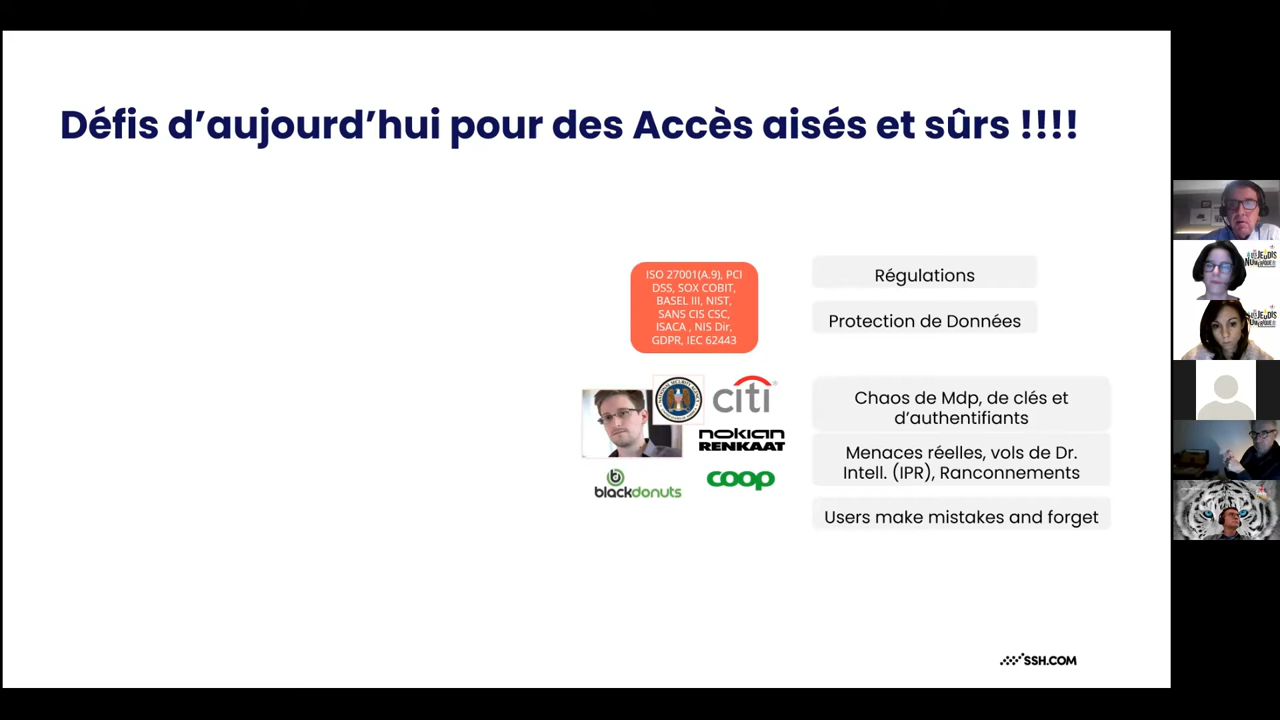 Défis d'aujourd'hui pour des Accès aisés et sûrs !!!!
ISO 27001(A.9), PCI
DSS, SOX COBIT,
BASEL III, NIST,
SANS CIS CSC,
ISACA , NIS Dir,
GDPR, IEC 62443
Régulations
Protection de Données
citi
nokian
RENKAAT
blackdonuts
coop
Chaos de Mdp, de clés et
d'authentifiants
Menaces réelles, vols de Dr.
Intell. (IPR), Ranconnements
Users make mistakes and forget
SSH.COM
JEUDIS
NUMÉRIQUES